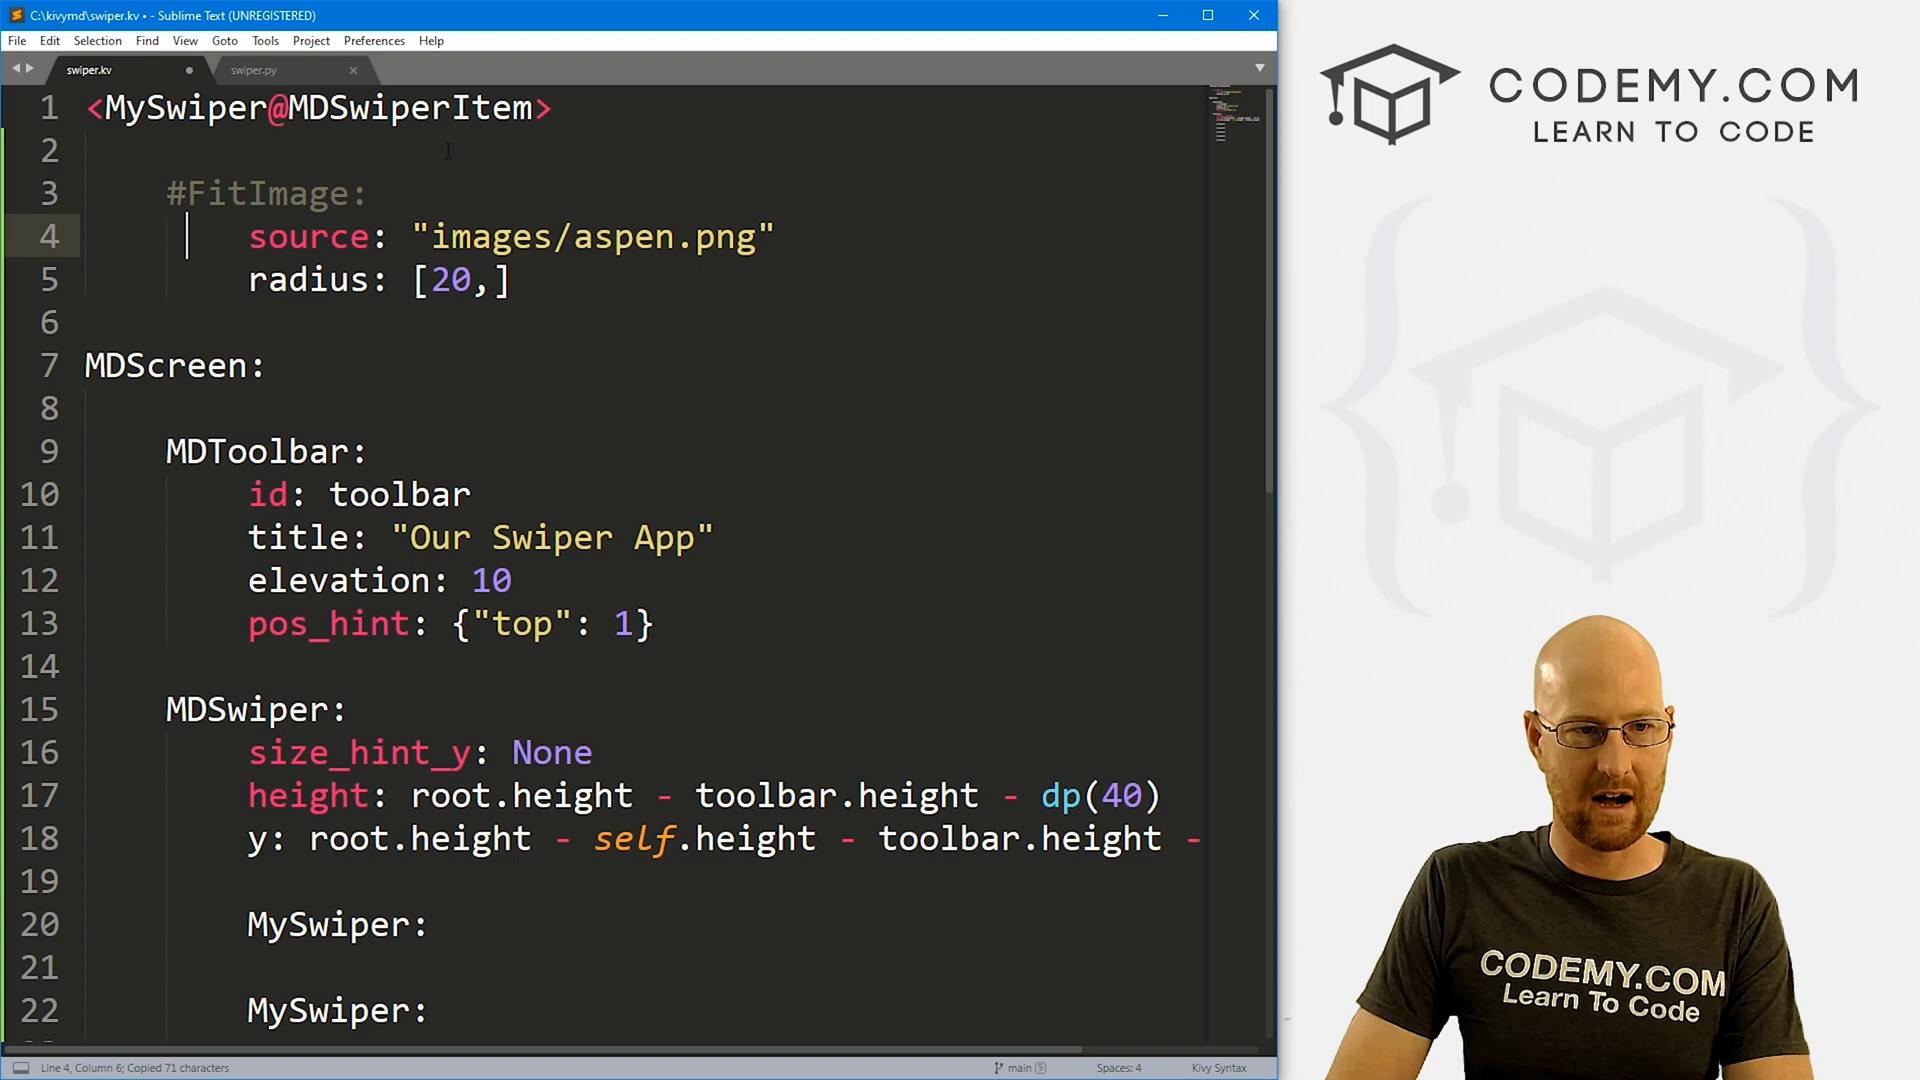 C:\kivymd\swiper.kv • - Sublime Text (UNREGISTERED)
File Edit Selection Find View Goto Tools Project Preferences Help
swiper.kv swiper.py
1 <MySwiper@MDSwiperItem>
2
3 #FitImage:
4 source: "images/aspen.png"
5 radius: [20,]
6
7 MDScreen:
8
9 MDToolbar:
10 id: toolbar
11 title: "Our Swiper App"
12 elevation: 10
13 pos_hint: {"top": 1}
14
15 MDSwiper:
16 size_hint_y: None
17 height: root.height - toolbar.height - dp(40)
18 y: root.height - self.height - toolbar.height -
19
20 MySwiper:
21
22 MySwiper:
Line 4, Column 6; Copied 71 characters
main 9
Spaces: 4
Kivy Syntax
CODEMY.COM
LEARN TO CODE
CODEMY.COM
Learn To Code